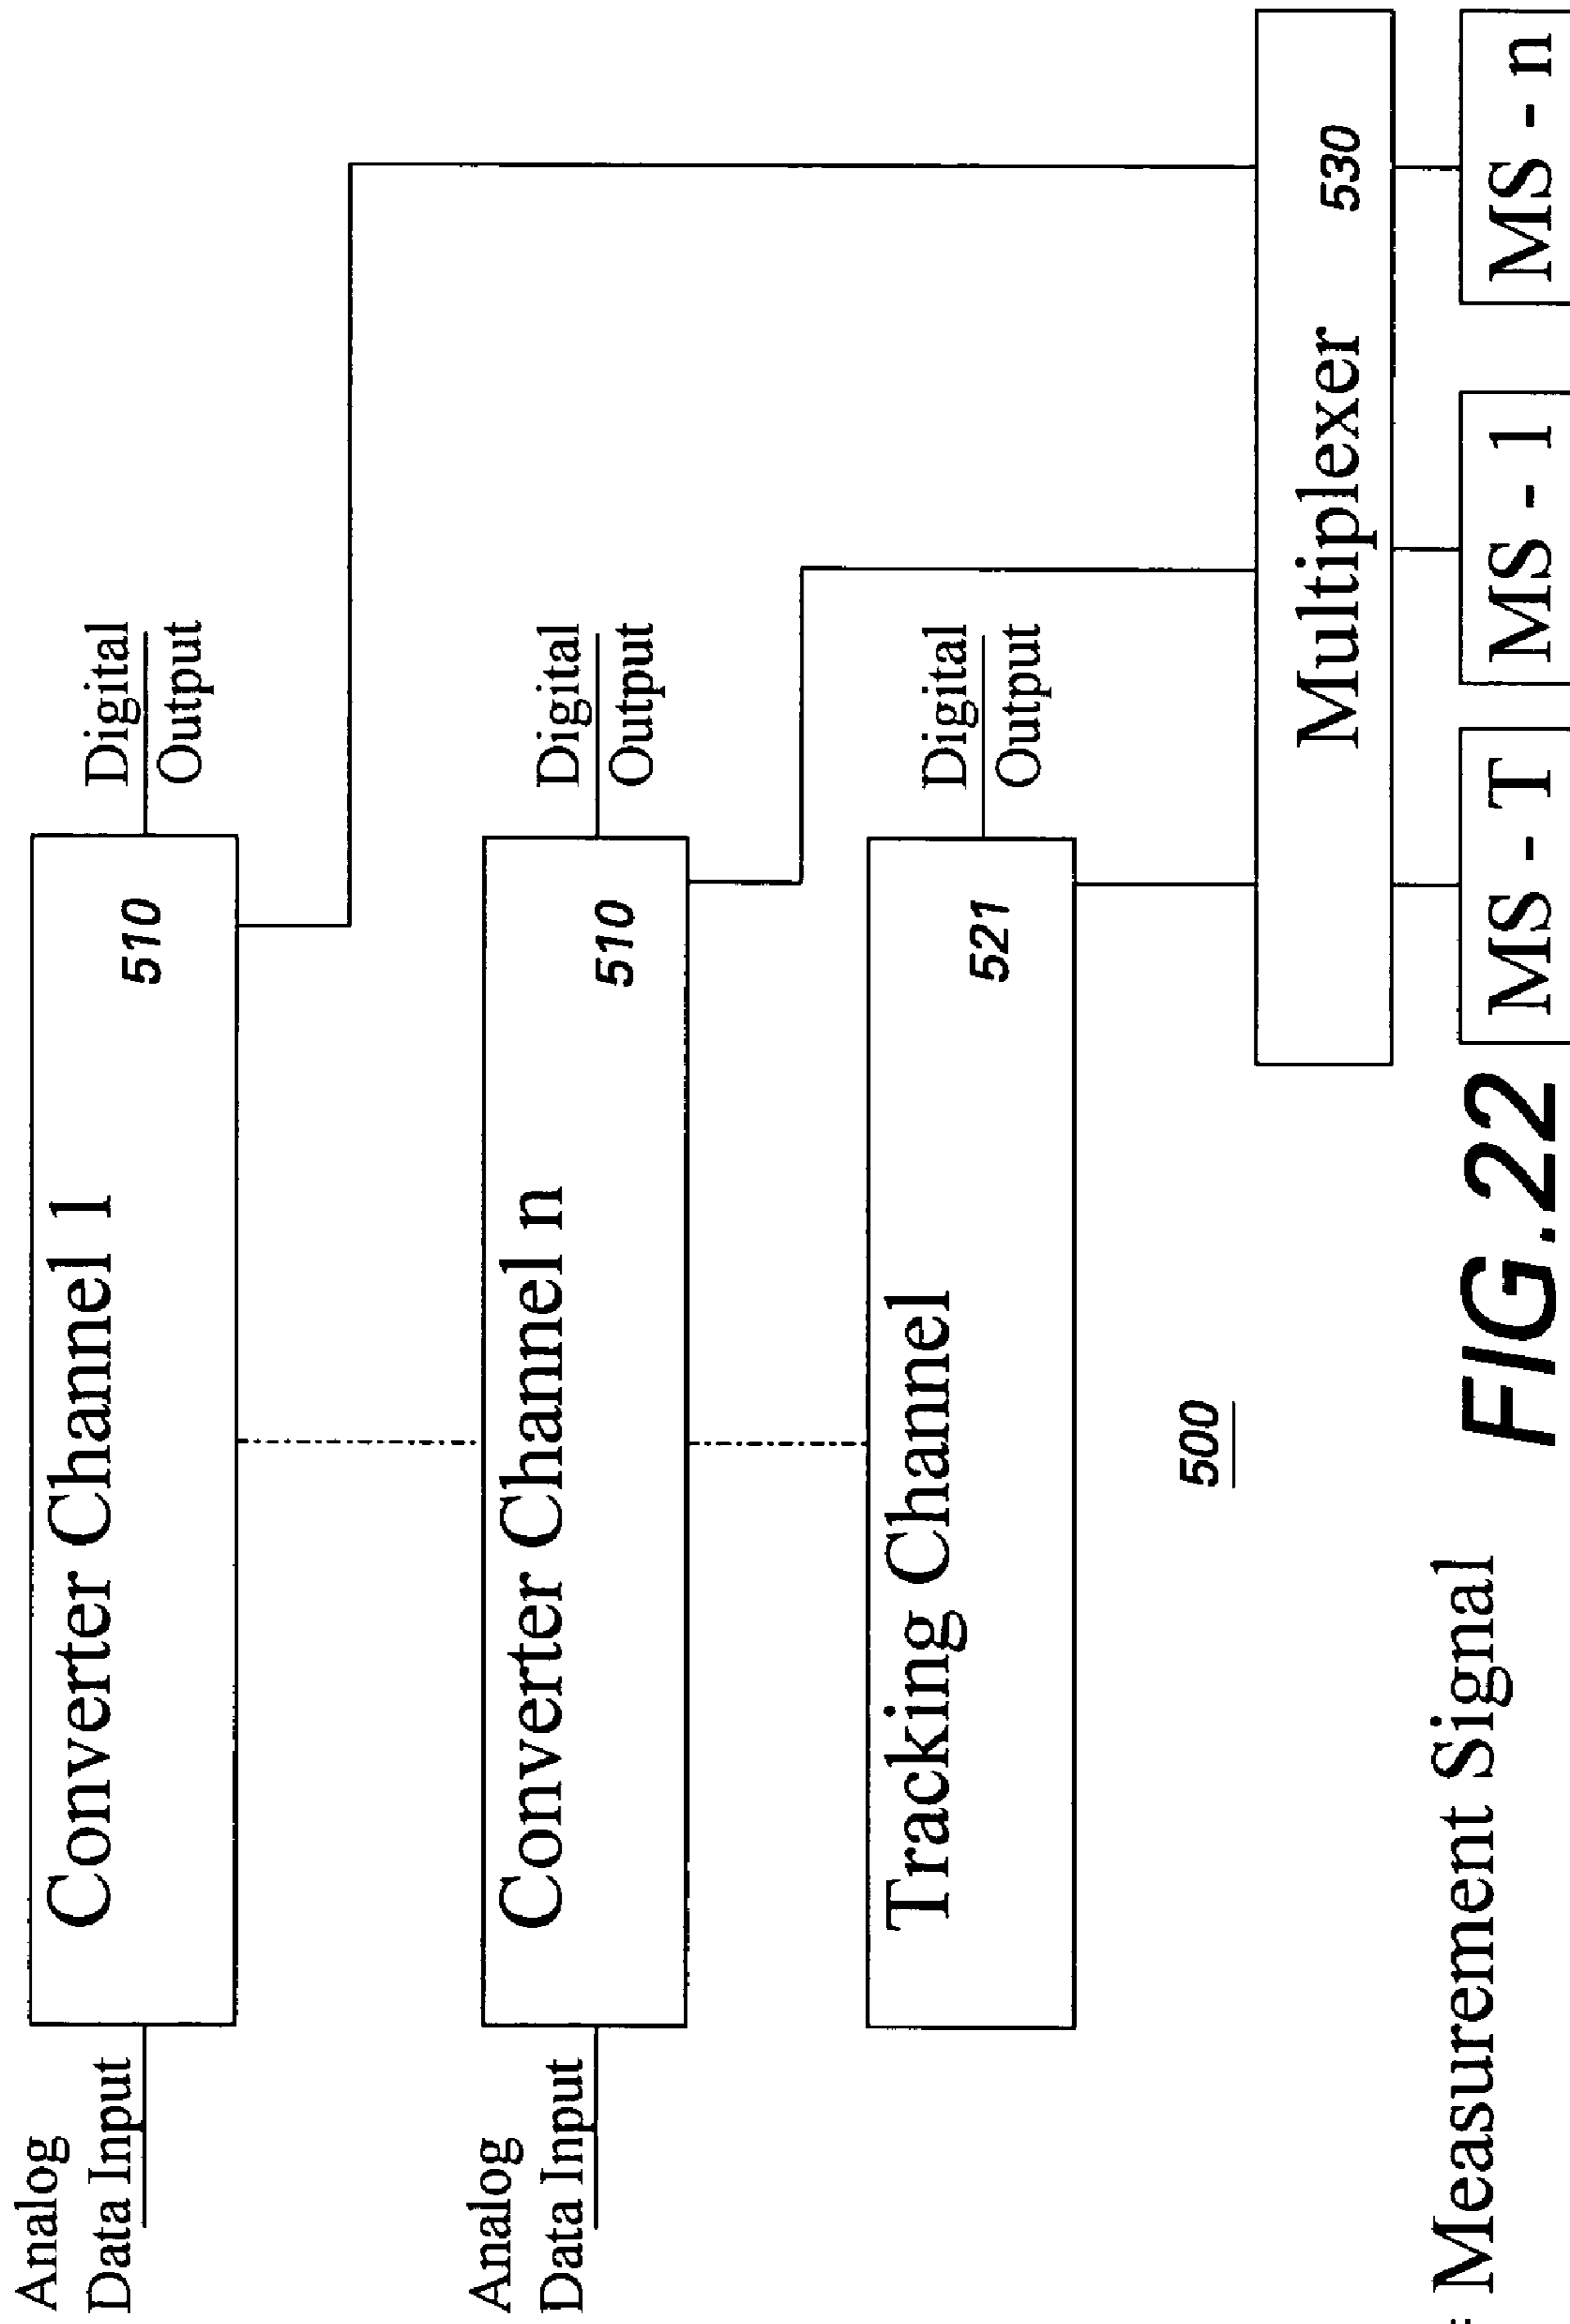 Analog
Data Input
Converter Channel 1
510
Digital
Output
Analog
Data Input
Converter Channel n
510
Digital
Output
Tracking Channel
521
Digital
Output
500
Multiplexer
530
MS - T
MS - 1
MS - n
Measurement Signal
FIG.22